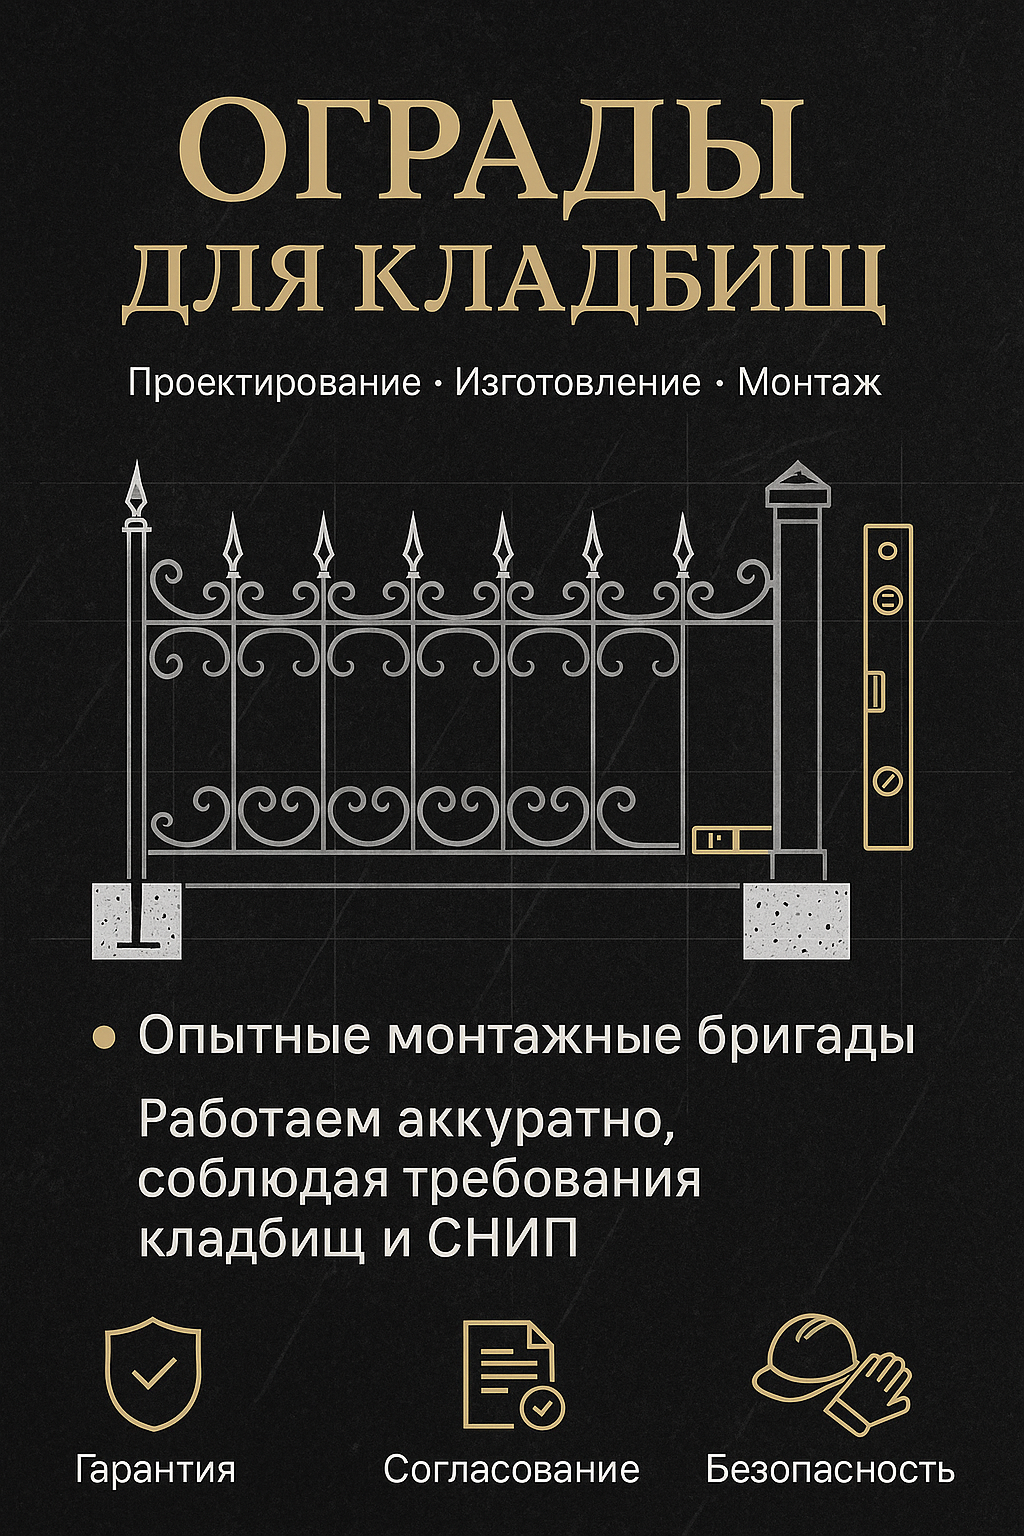 ОГРАДЫ
ДЛЯ КЛАДБИЩ
Проектирование · Изготовление · Монтаж
Опытные монтажные бригады
Работаем аккуратно,
соблюдая требования
кладбищ и СНИП
Гарантия
Согласование
Безопасность